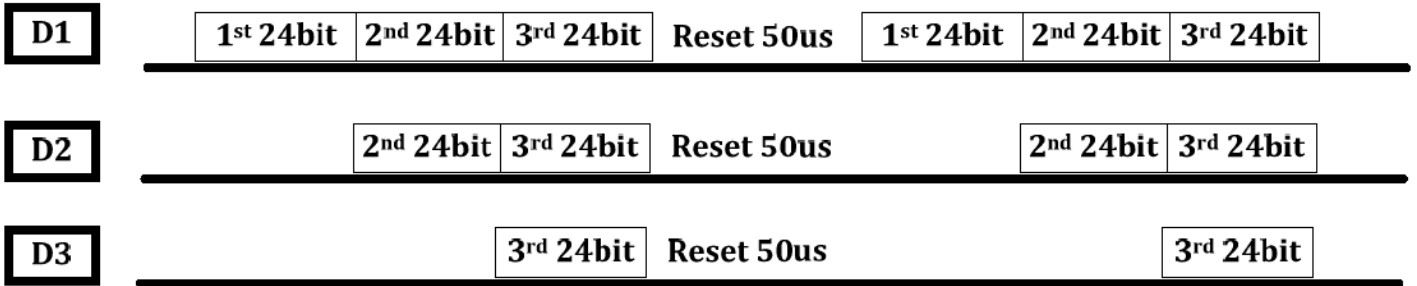 D1 1st 24bit 2nd 24bit 3rd 24bit Reset 50us 1st 24bit 2nd 24bit 3rd 24bit
D2 2nd 24bit 3rd 24bit Reset 50us 2nd 24bit 3rd 24bit
D3 3rd 24bit Reset 50us 3rd 24bit